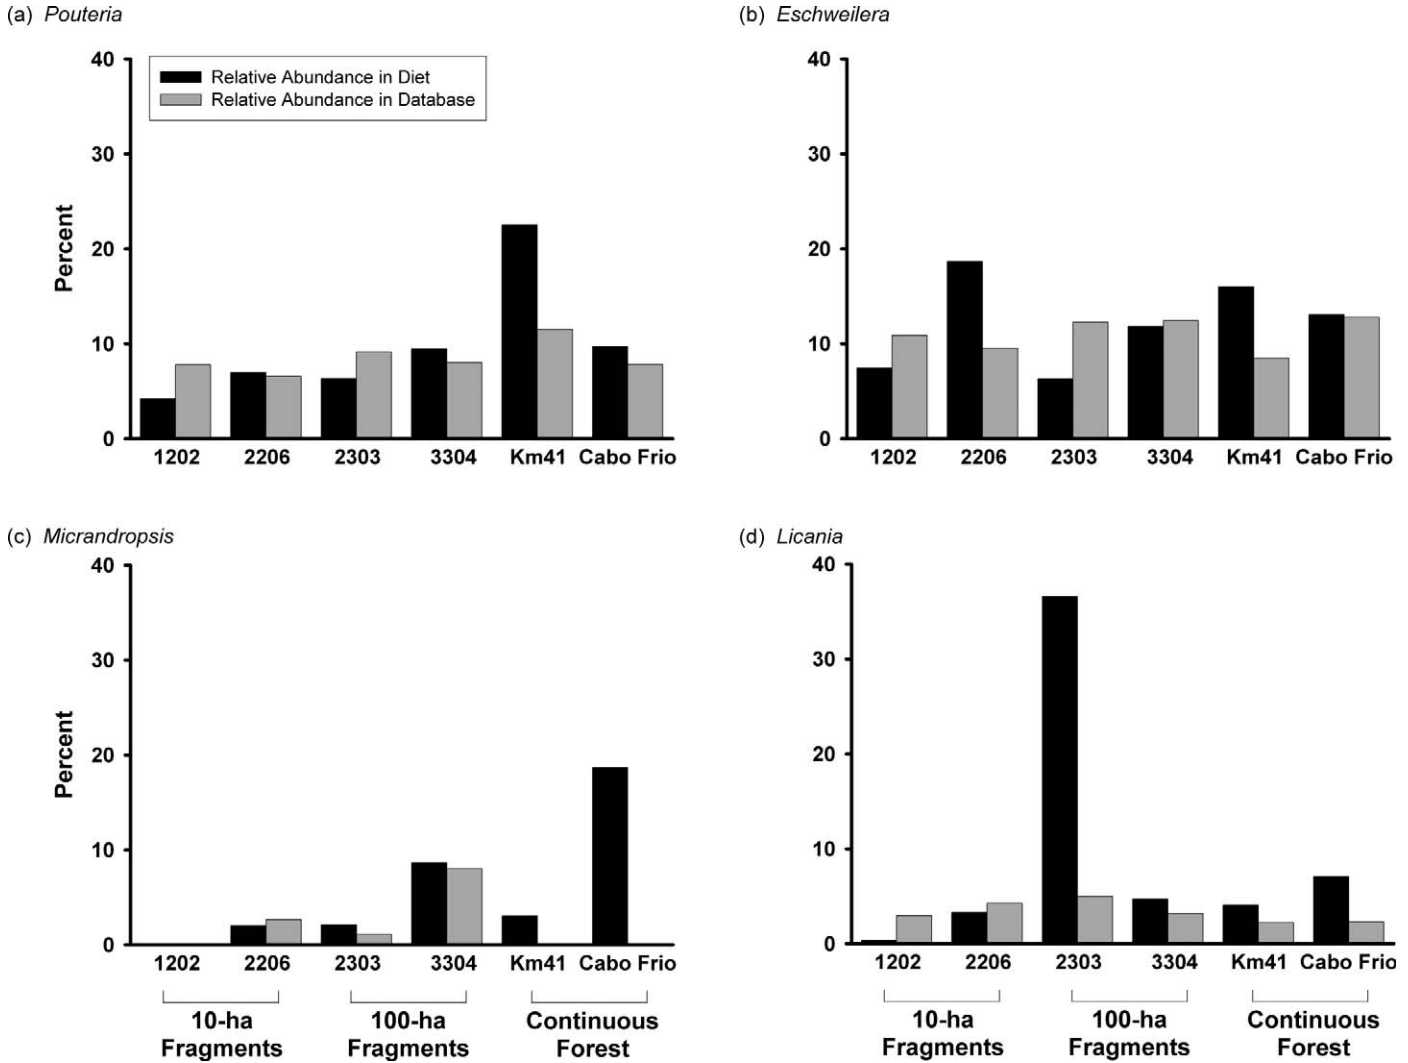 (a) Pouteria
40
30
20
10
0
Percent
Relative Abundance in Diet
Relative Abundance in Database
1202 2206 2303 3304 Km41 Cabo Frio
(b) Eschweilera
40
30
20
10
0
1202 2206 2303 3304 Km41 Cabo Frio
(c) Micrandropsis
40
30
20
10
0
Percent
1202 2206 2303 3304 Km41 Cabo Frio
10-ha
Fragments
100-ha
Fragments
Continuous
Forest
(d) Licania
40
30
20
10
0
1202 2206 2303 3304 Km41 Cabo Frio
10-ha
Fragments
100-ha
Fragments
Continuous
Forest